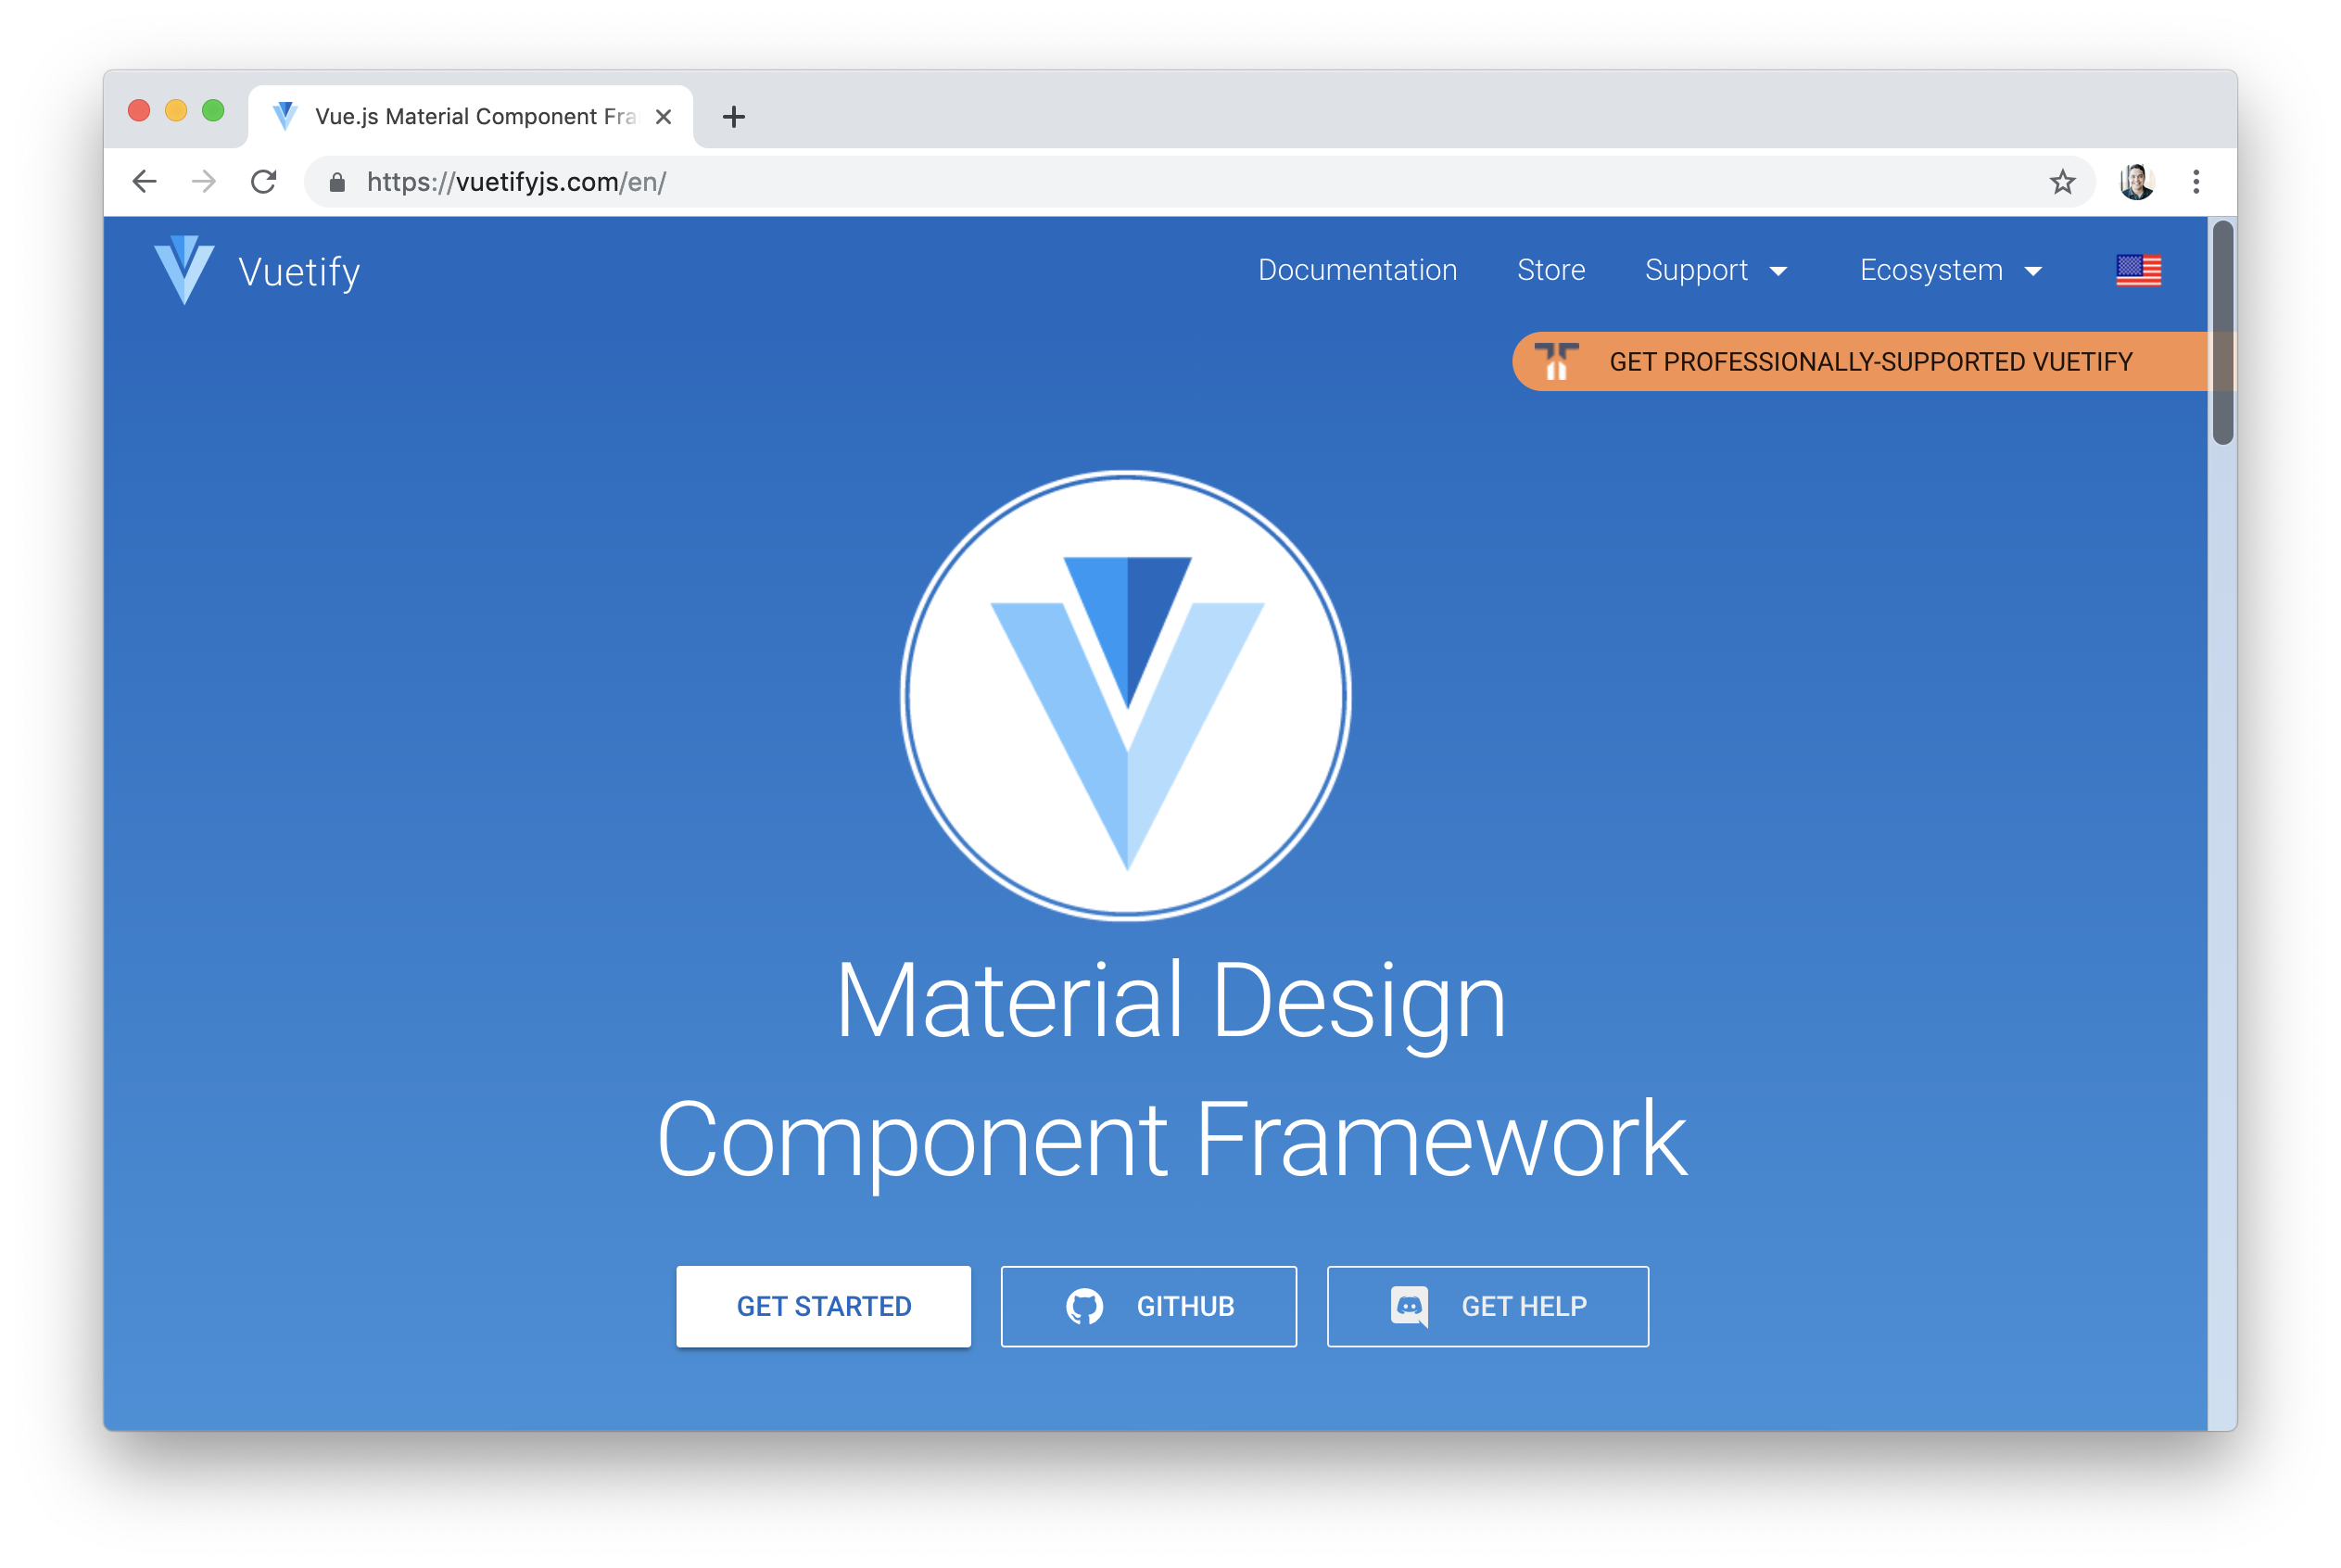 Vue.js Material Component Fra
https://vuetifyjs.com/en/
Vuetify
Documentation
Store
Support
Ecosystem
GET PROFESSIONALLY-SUPPORTED VUETIFY
Material Design
Component Framework
GET STARTED
GITHUB
GET HELP